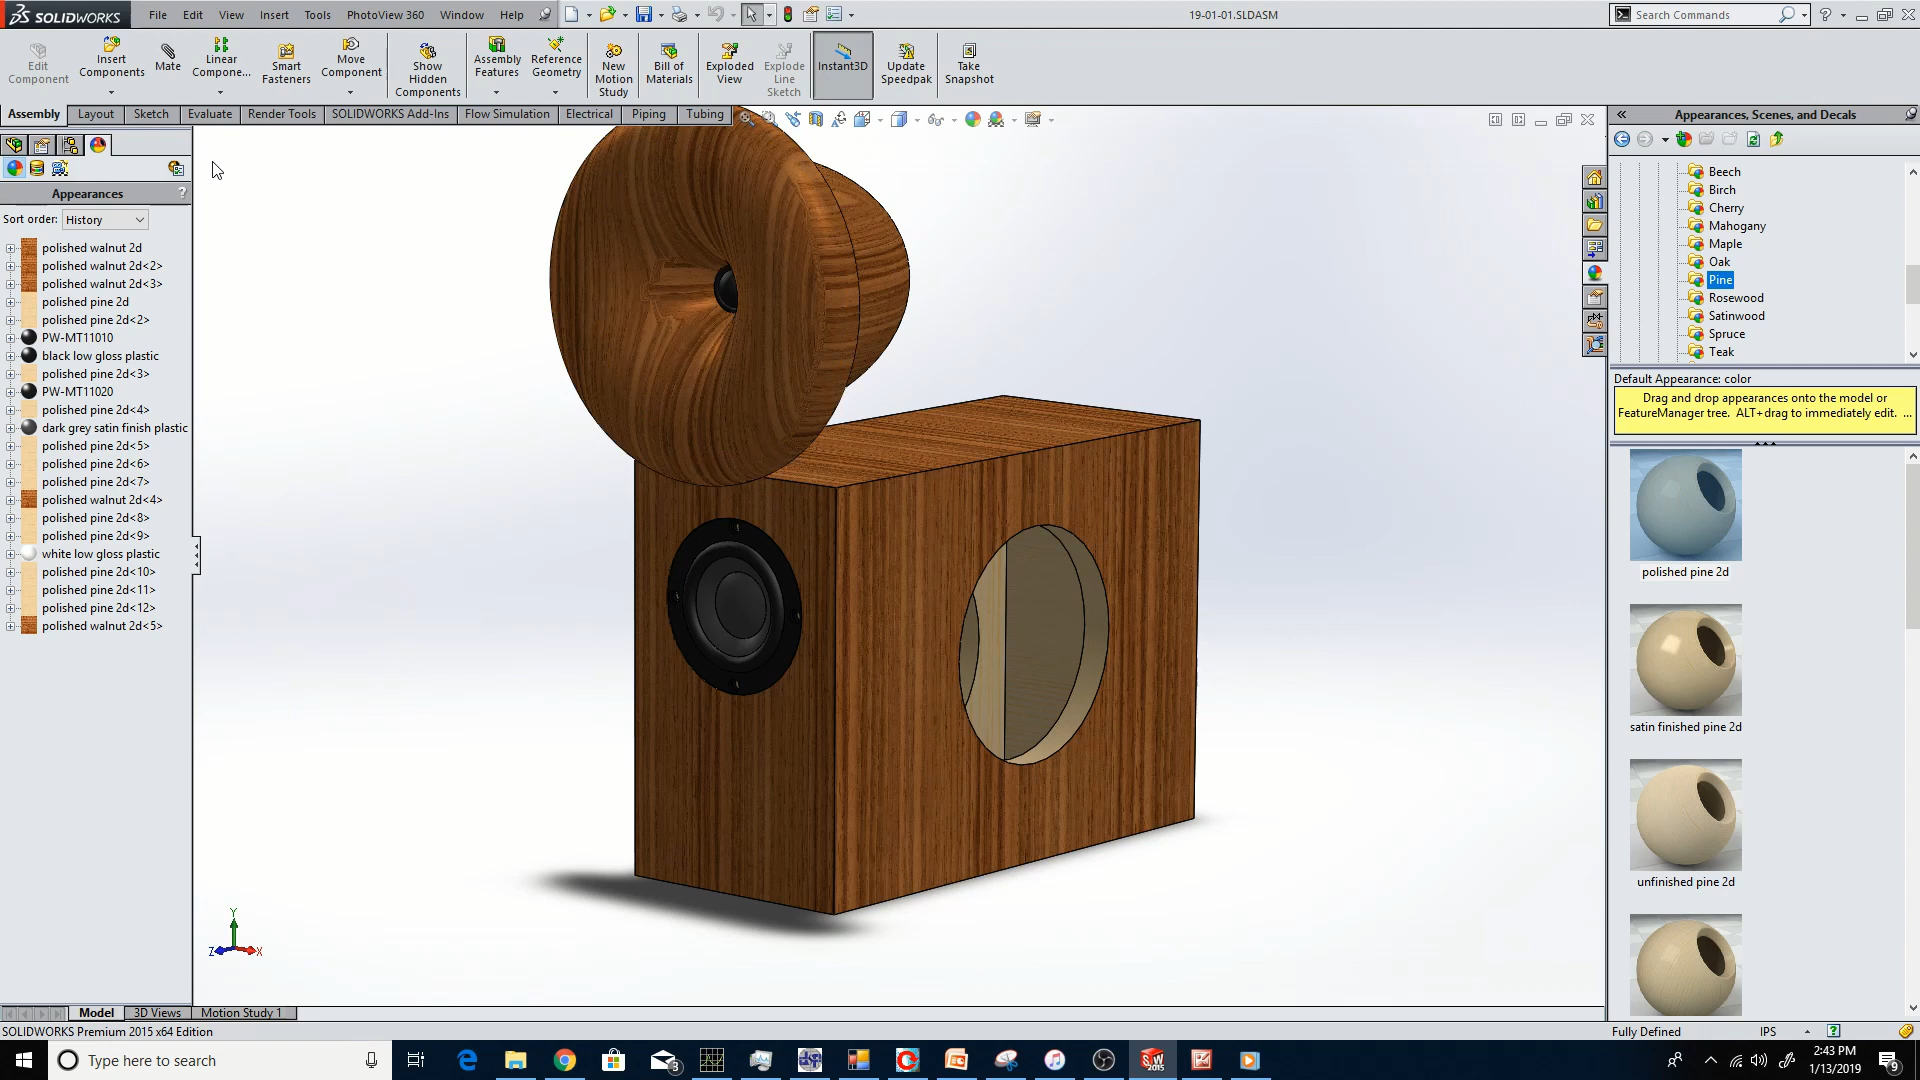 SOLIDWORKS
File Edit View Insert Tools PhotoView 360 Window Help
19-01-01.SLDASM
Search Commands
Edit Component
Insert Components
Mate
Linear Compone...
Smart Fasteners
Move Component
Show Hidden Components
Assembly Features
Reference Geometry
New Motion Study
Bill of Materials
Exploded View
Explode Line Sketch
Instant3D
Update Speedpak
Take Snapshot
Assembly Layout Sketch Evaluate Render Tools SOLIDWORKS Add-Ins Flow Simulation Electrical Piping Tubing
Appearances
Sort order: History
polished walnut 2d
polished walnut 2d<2>
polished walnut 2d<3>
polished pine 2d
polished pine 2d<2>
PW-MT11010
black low gloss plastic
polished pine 2d<3>
PW-MT11020
polished pine 2d<4>
dark grey satin finish plastic
polished pine 2d<5>
polished pine 2d<6>
polished pine 2d<7>
polished walnut 2d<4>
polished pine 2d<8>
polished pine 2d<9>
white low gloss plastic
polished pine 2d<10>
polished pine 2d<11>
polished pine 2d<12>
polished walnut 2d<5>
Y
Z X
Appearances, Scenes, and Decals
Beech
Birch
Cherry
Mahogany
Maple
Oak
Pine
Rosewood
Satinwood
Spruce
Teak
Default Appearance: color
Drag and drop appearances onto the model or
FeatureManager tree. ALT+drag to immediately edit. ...
polished pine 2d
satin finished pine 2d
unfinished pine 2d
Model 3D Views Motion Study 1
SOLIDWORKS Premium 2015 x64 Edition
Fully Defined IPS
Type here to search
3
SW 2015
2:43 PM
1/13/2019
9